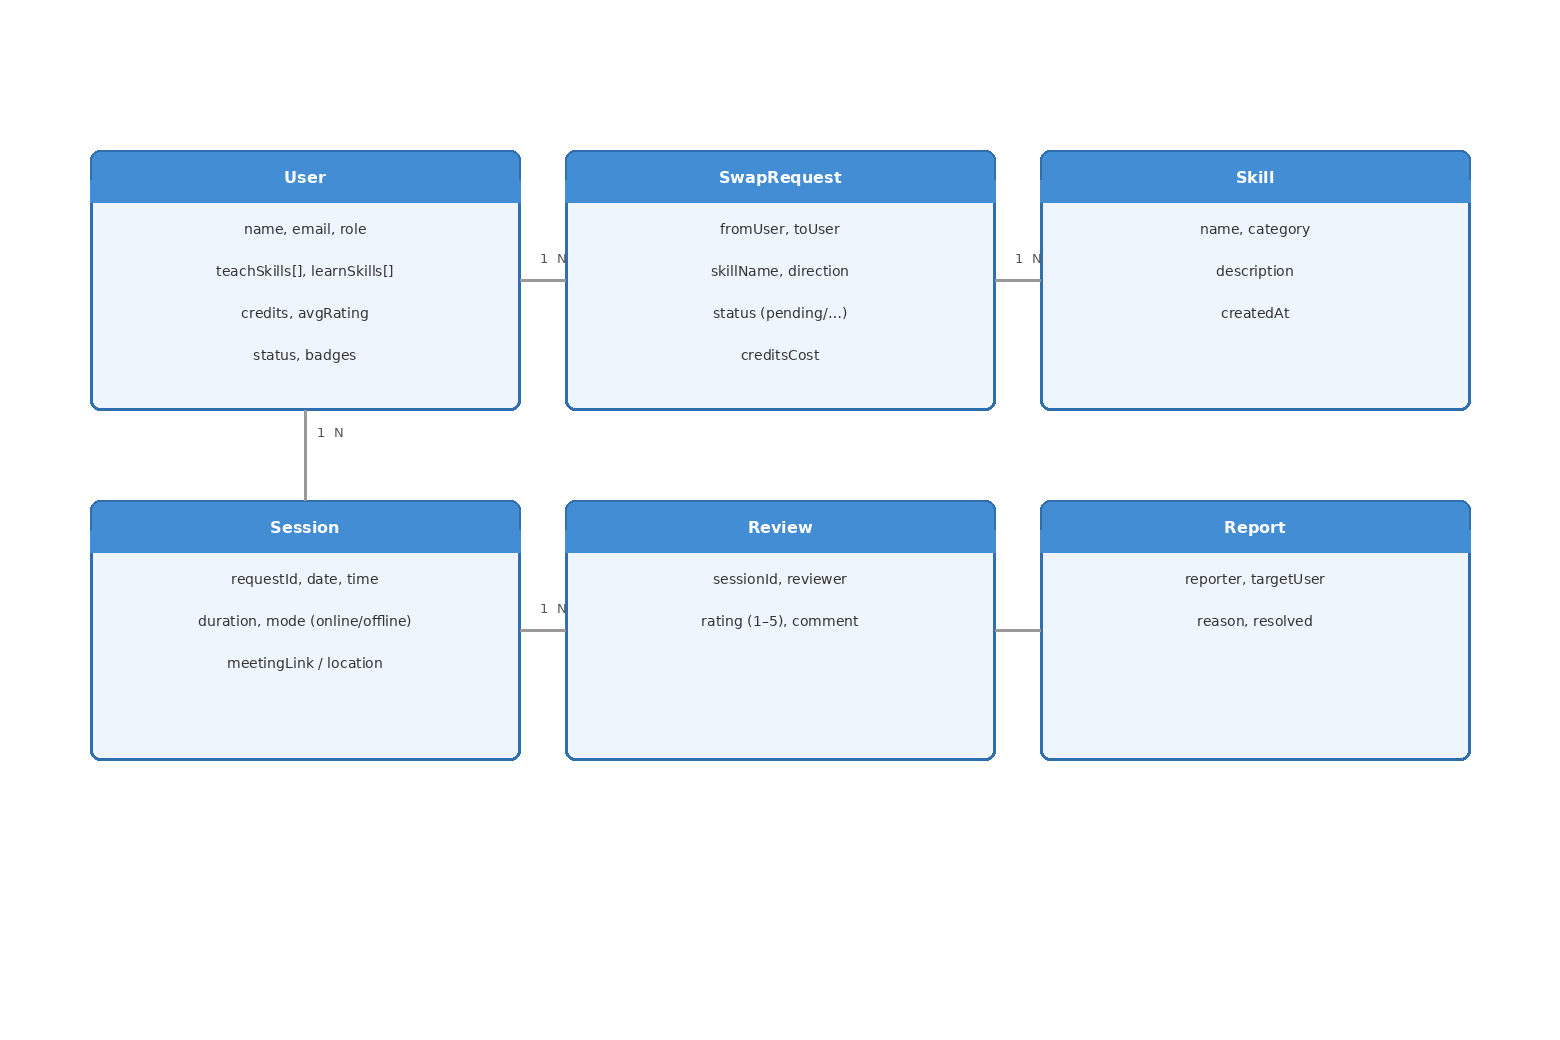 User
name, email, role
teachSkills[], learnSkills[]
credits, avgRating
status, badges
1 N
SwapRequest
fromUser, toUser
skillName, direction
status (pending/...)
creditsCost
1 N
Skill
name, category
description
createdAt
1 N
Session
requestId, date, time
duration, mode (online/offline)
meetingLink / location
1 N
Review
sessionId, reviewer
rating (1–5), comment
Report
reporter, targetUser
reason, resolved